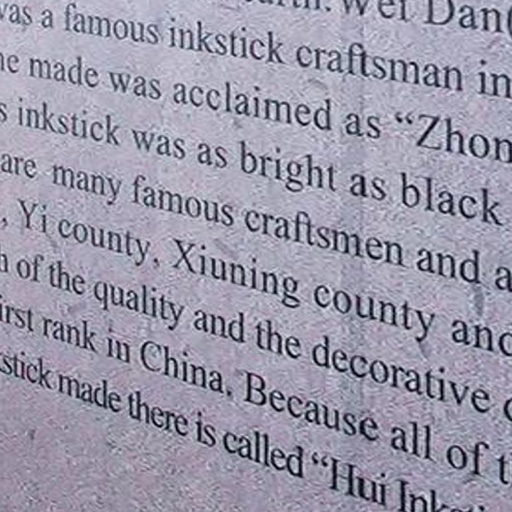 Wei Dan(
was a famous inkstick craftsman in
he made was acclaimed as “Zhon
s inkstick was as bright as black
are many famous craftsmen and a
, Yi county, Xiuning county and
h of the quality and the decorative
first rank in China. Because all of t
kstick made there is called “Hui Inksti